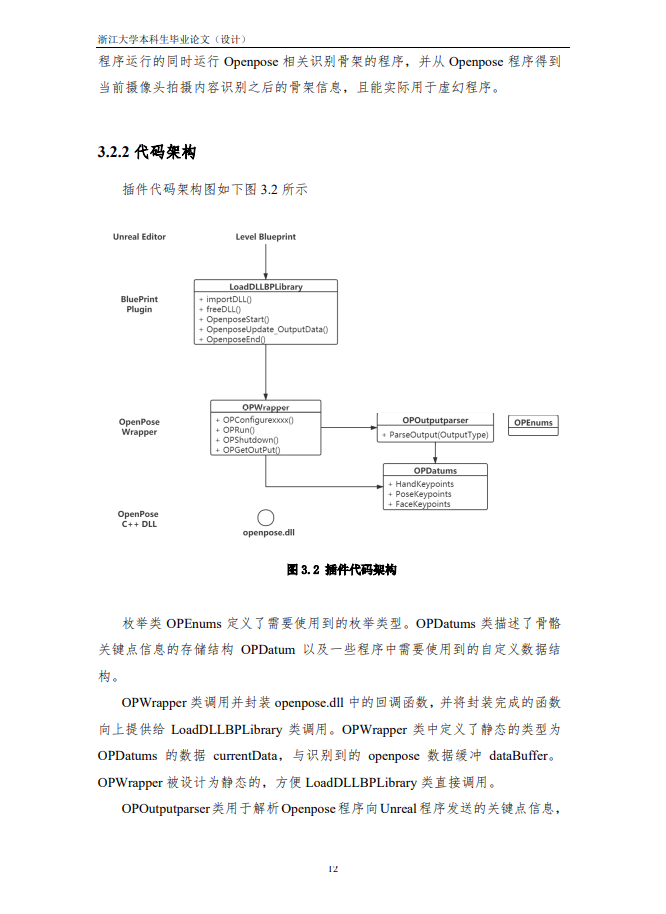 浙江大学本科生毕业论文（设计）
程序运行的同时运行 Openpose 相关识别骨架的程序，并从 Openpose 程序得到
当前摄像头拍摄内容识别之后的骨架信息，且能实际用于虚幻程序。
3.2.2 代码架构
插件代码架构图如下图 3.2 所示
Unreal Editor
Level Blueprint
BluePrint
Plugin
LoadDLLBPLibrary
+ importDLL()
+ freeDLL()
+ OpenposeStart()
+ OpenposeUpdate_OutputData()
+ OpenposeEnd()
OpenPose
Wrapper
OPWrapper
+ OPConfigurexxxx()
+ OPRun()
+ OPShutdown()
+ OPGetOutPut()
OPOutputparser
+ ParseOutput(OutputType)
OPEnums
OPDatums
+ HandKeypoints
+ PoseKeypoints
+ FaceKeypoints
OpenPose
C++ DLL
openpose.dll
图 3.2 插件代码架构
枚举类 OPEnums 定义了需要使用到的枚举类型。OPDatums 类描述了骨骼
关键点信息的存储结构 OPDatum 以及一些程序中需要使用到的自定义数据结
构。
OPWrapper 类调用并封装 openpose.dll 中的回调函数，并将封装完成的函数
向上提供给 LoadDLLBPLibrary 类调用。OPWrapper 类中定义了静态的类型为
OPDatums 的数据 currentData，与识别到的 openpose 数据缓冲 dataBuffer。
OPWrapper 被设计为静态的，方便 LoadDLLBPLibrary 类直接调用。
OPOutputparser 类用于解析 Openpose 程序向 Unreal 程序发送的关键点信息，
12